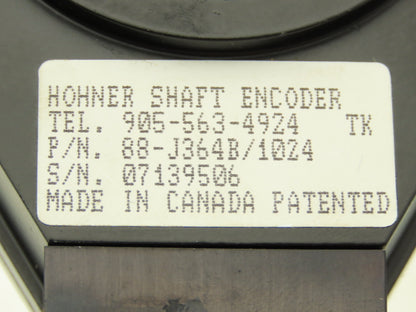 HOHNER SHAFT ENCODER
TEL. 905-563-4924 TK
P/N. 88-J364B/1024
S/N. 07139506
MADE IN CANADA PATENTED